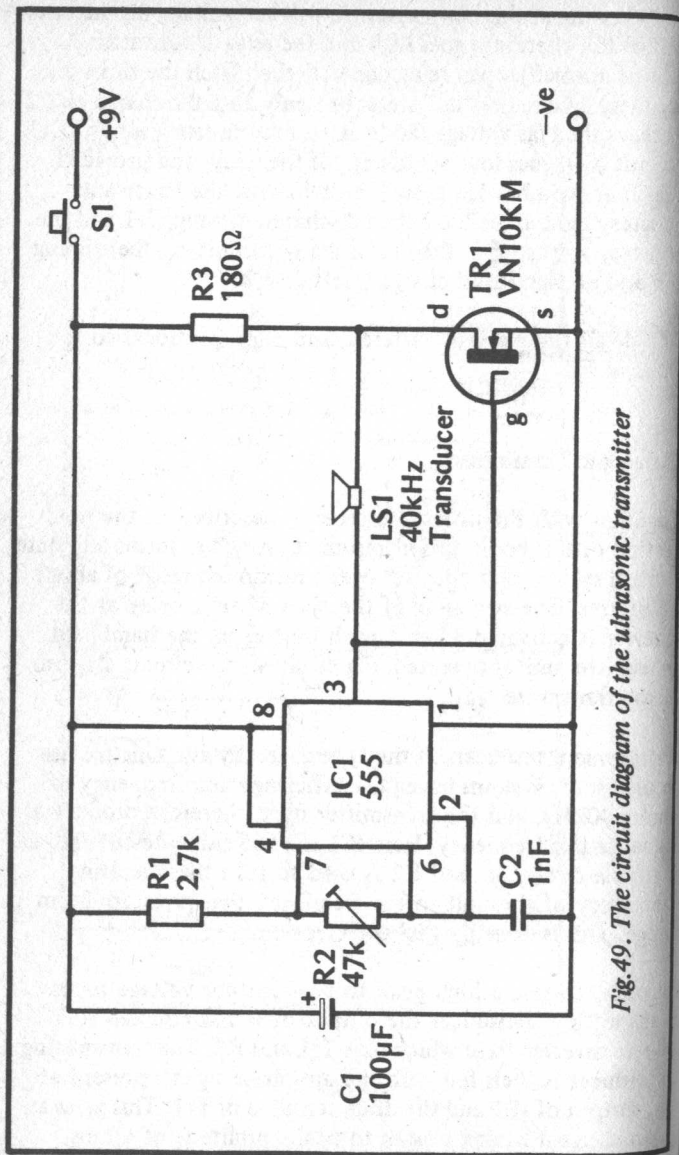 S1
+9V
R1
2.7k
R3
180Ω
C1
100µF
+
R2
47k
4
8
7
6
2
3
1
IC1
555
LS1
40kHz
Transducer
d
g
s
TR1
VN10KM
C2
1nF
−ve
Fig.49. The circuit diagram of the ultrasonic transmitter